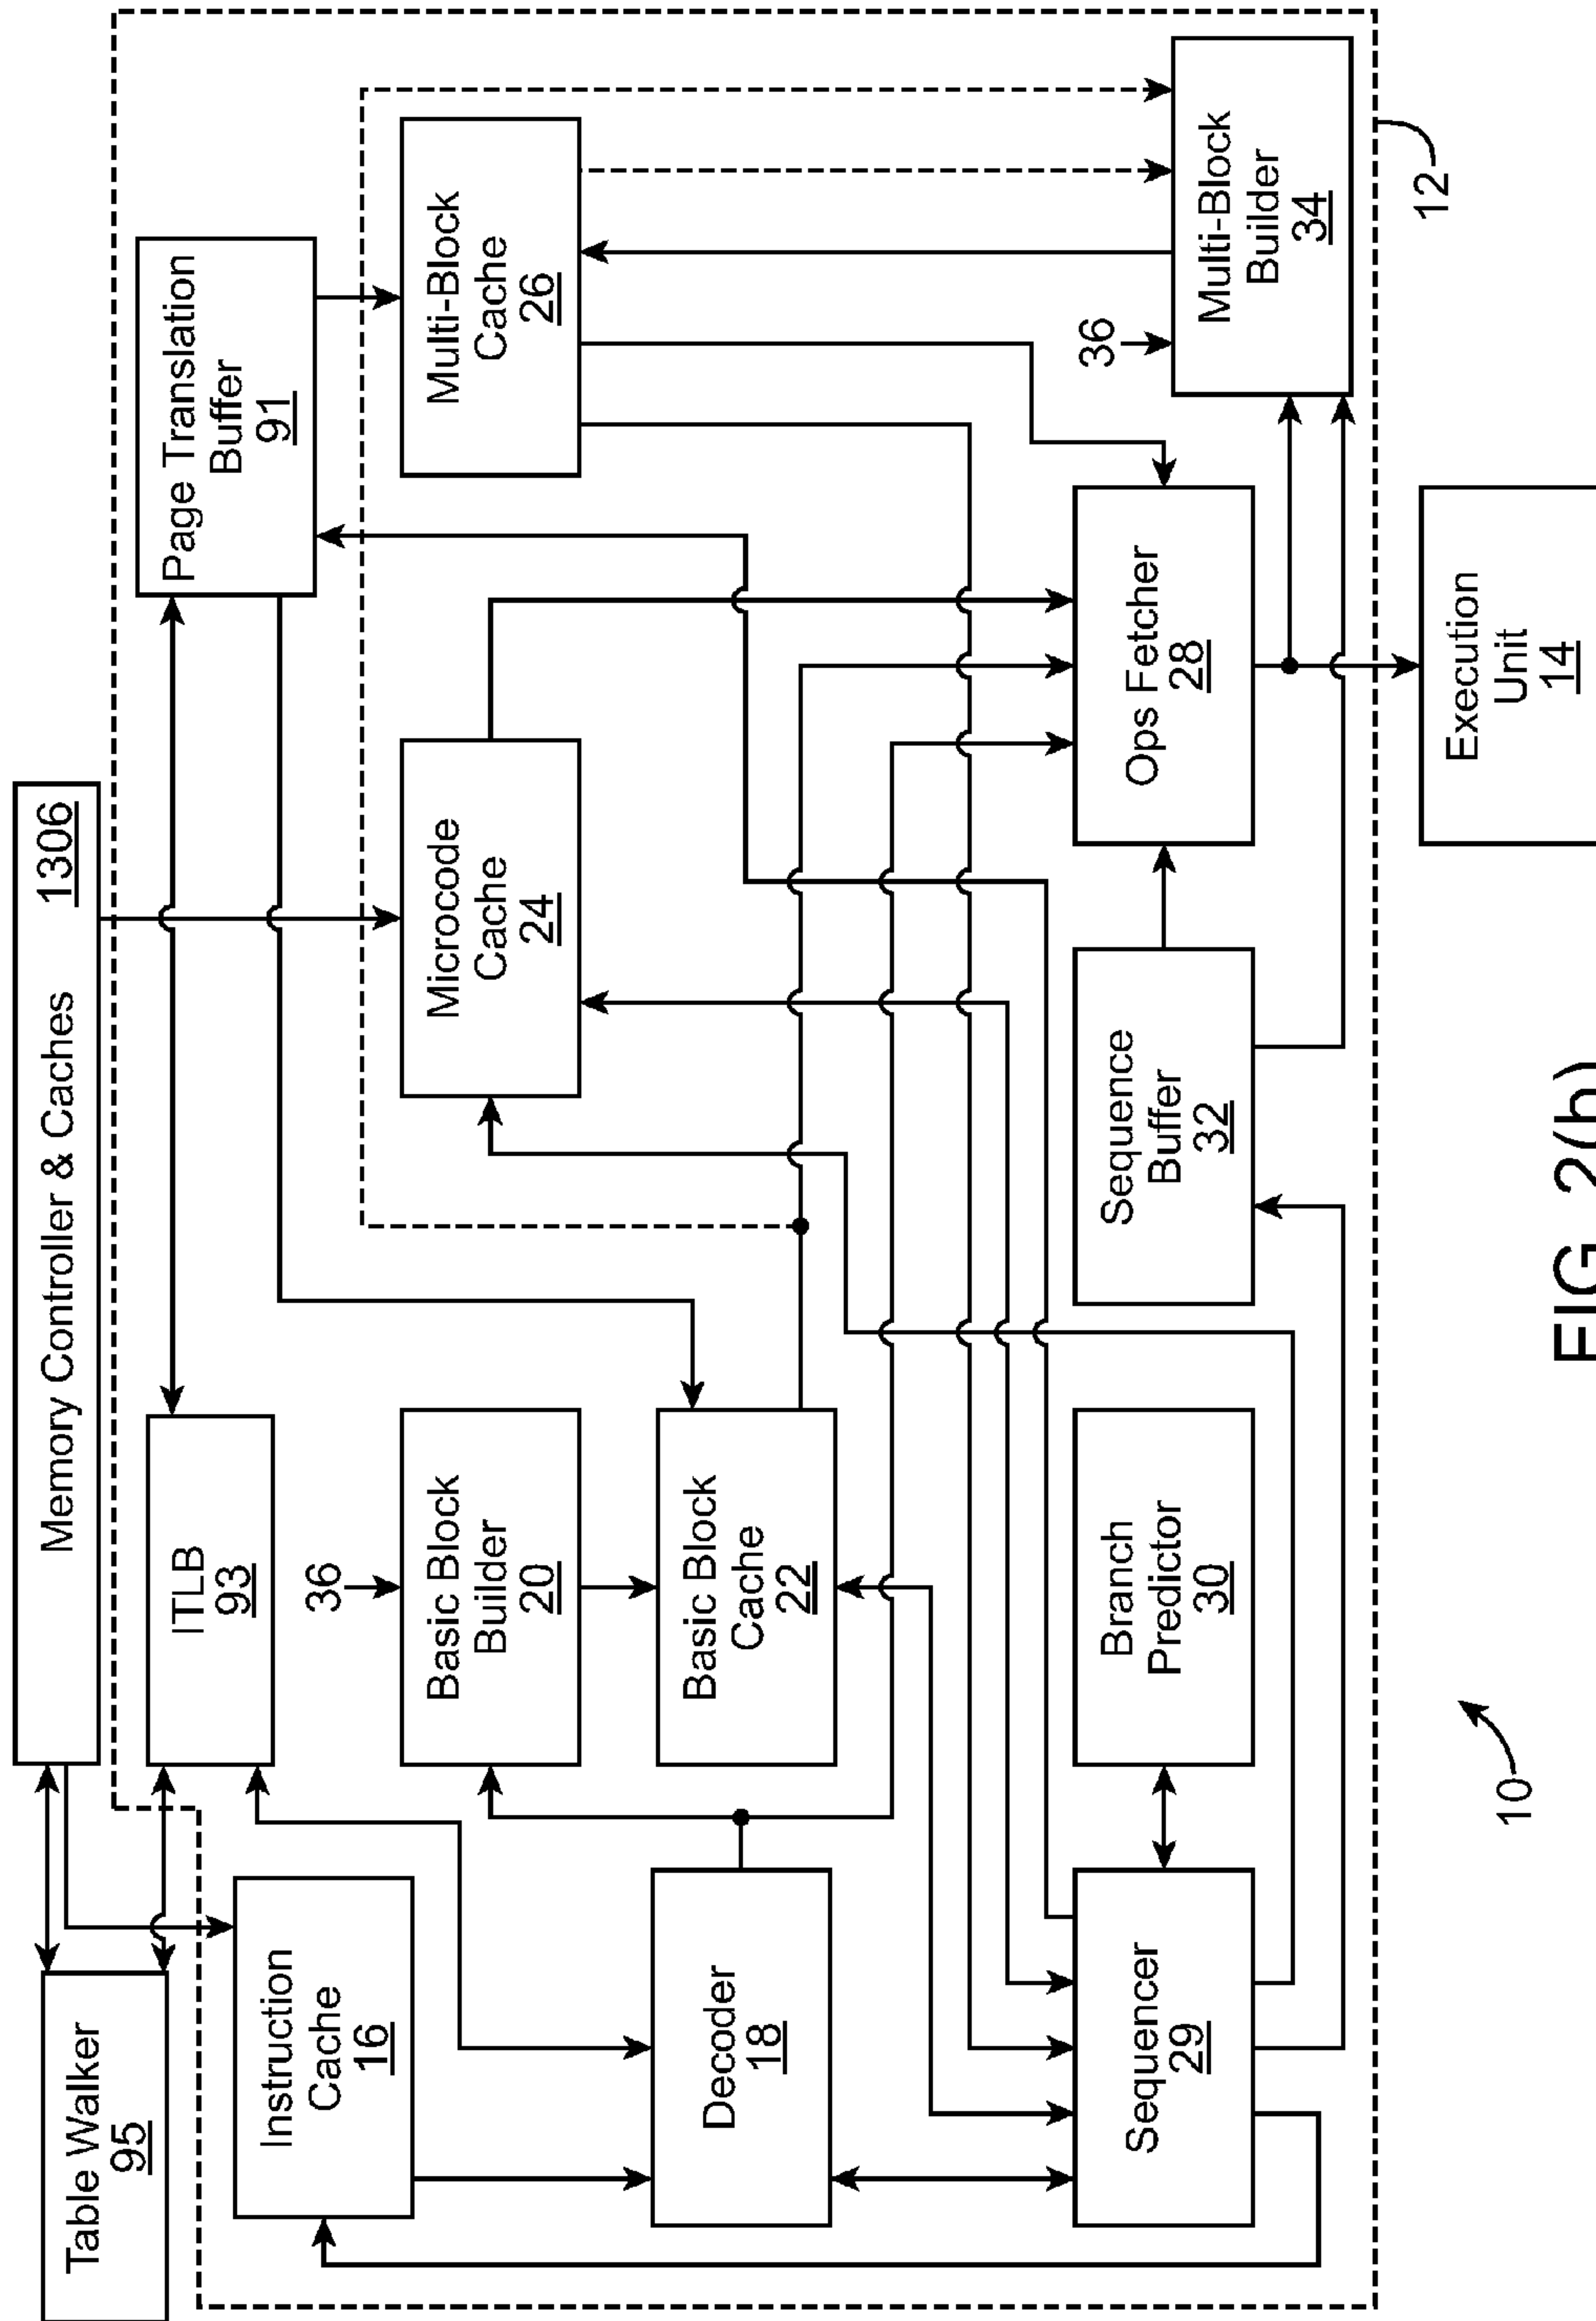 Memory Controller & Caches 1306
Table Walker
95
ITLB
93
Page Translation
Buffer
91
Instruction
Cache
16
36
Basic Block
Builder
20
Microcode
Cache
24
Multi-Block
Cache
26
Decoder
18
Basic Block
Cache
22
Sequencer
29
Branch
Predictor
30
Sequence
Buffer
32
Ops Fetcher
28
36
Multi-Block
Builder
34
12
Execution
Unit
14
10
FIG. 2(b)